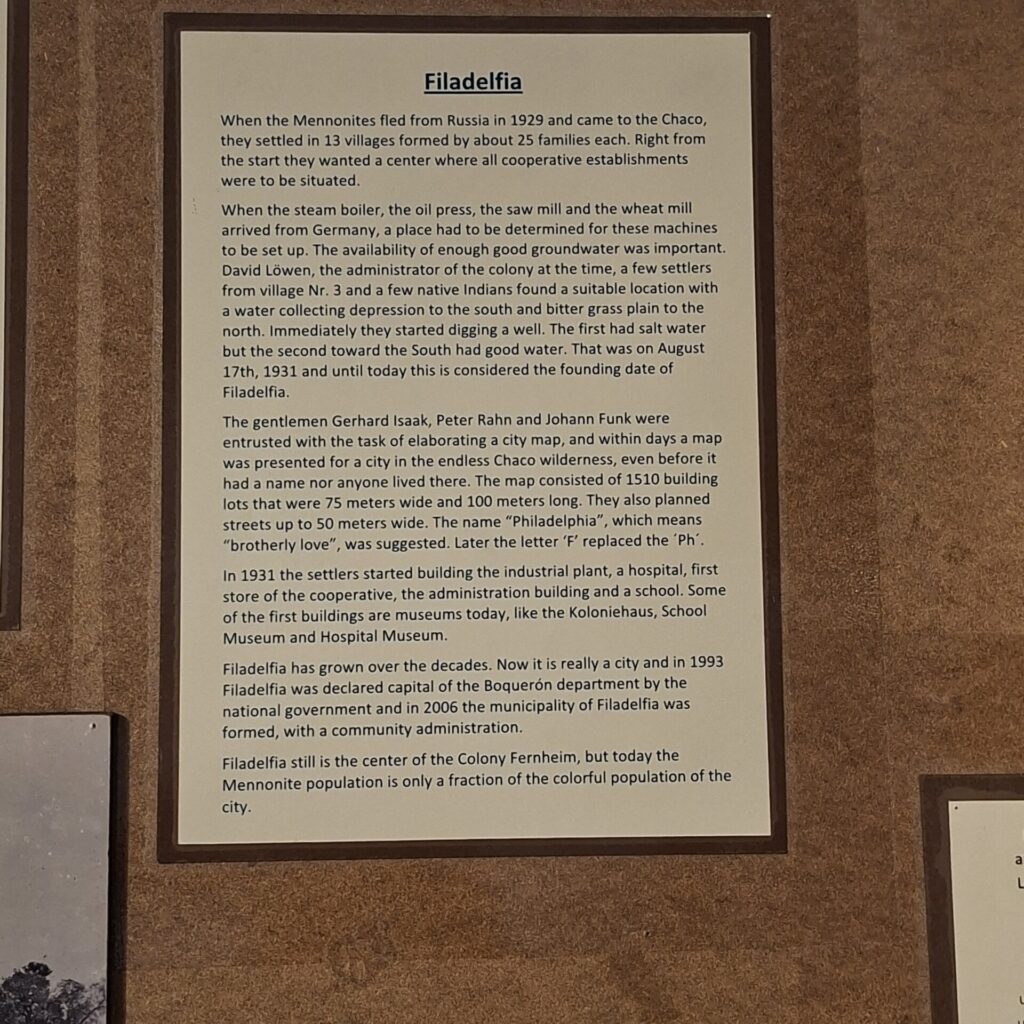 Filadelfia
When the Mennonites fled from Russia in 1929 and came to the Chaco,
they settled in 13 villages formed by about 25 families each. Right from
the start they wanted a center where all cooperative establishments
were to be situated.
When the steam boiler, the oil press, the saw mill and the wheat mill
arrived from Germany, a place had to be determined for these machines
to be set up. The availability of enough good groundwater was important.
David Löwen, the administrator of the colony at the time, a few settlers
from village Nr. 3 and a few native Indians found a suitable location with
a water collecting depression to the south and bitter grass plain to the
north. Immediately they started digging a well. The first had salt water
but the second toward the South had good water. That was on August
17th, 1931 and until today this is considered the founding date of
Filadelfia.
The gentlemen Gerhard Isaak, Peter Rahn and Johann Funk were
entrusted with the task of elaborating a city map, and within days a map
was presented for a city in the endless Chaco wilderness, even before it
had a name nor anyone lived there. The map consisted of 1510 building
lots that were 75 meters wide and 100 meters long. They also planned
streets up to 50 meters wide. The name “Philadelphia”, which means
“brotherly love”, was suggested. Later the letter ‘F’ replaced the ´Ph´.
In 1931 the settlers started building the industrial plant, a hospital, first
store of the cooperative, the administration building and a school. Some
of the first buildings are museums today, like the Koloniehaus, School
Museum and Hospital Museum.
Filadelfia has grown over the decades. Now it is really a city and in 1993
Filadelfia was declared capital of the Boquerón department by the
national government and in 2006 the municipality of Filadelfia was
formed, with a community administration.
Filadelfia still is the center of the Colony Fernheim, but today the
Mennonite population is only a fraction of the colorful population of the
city.